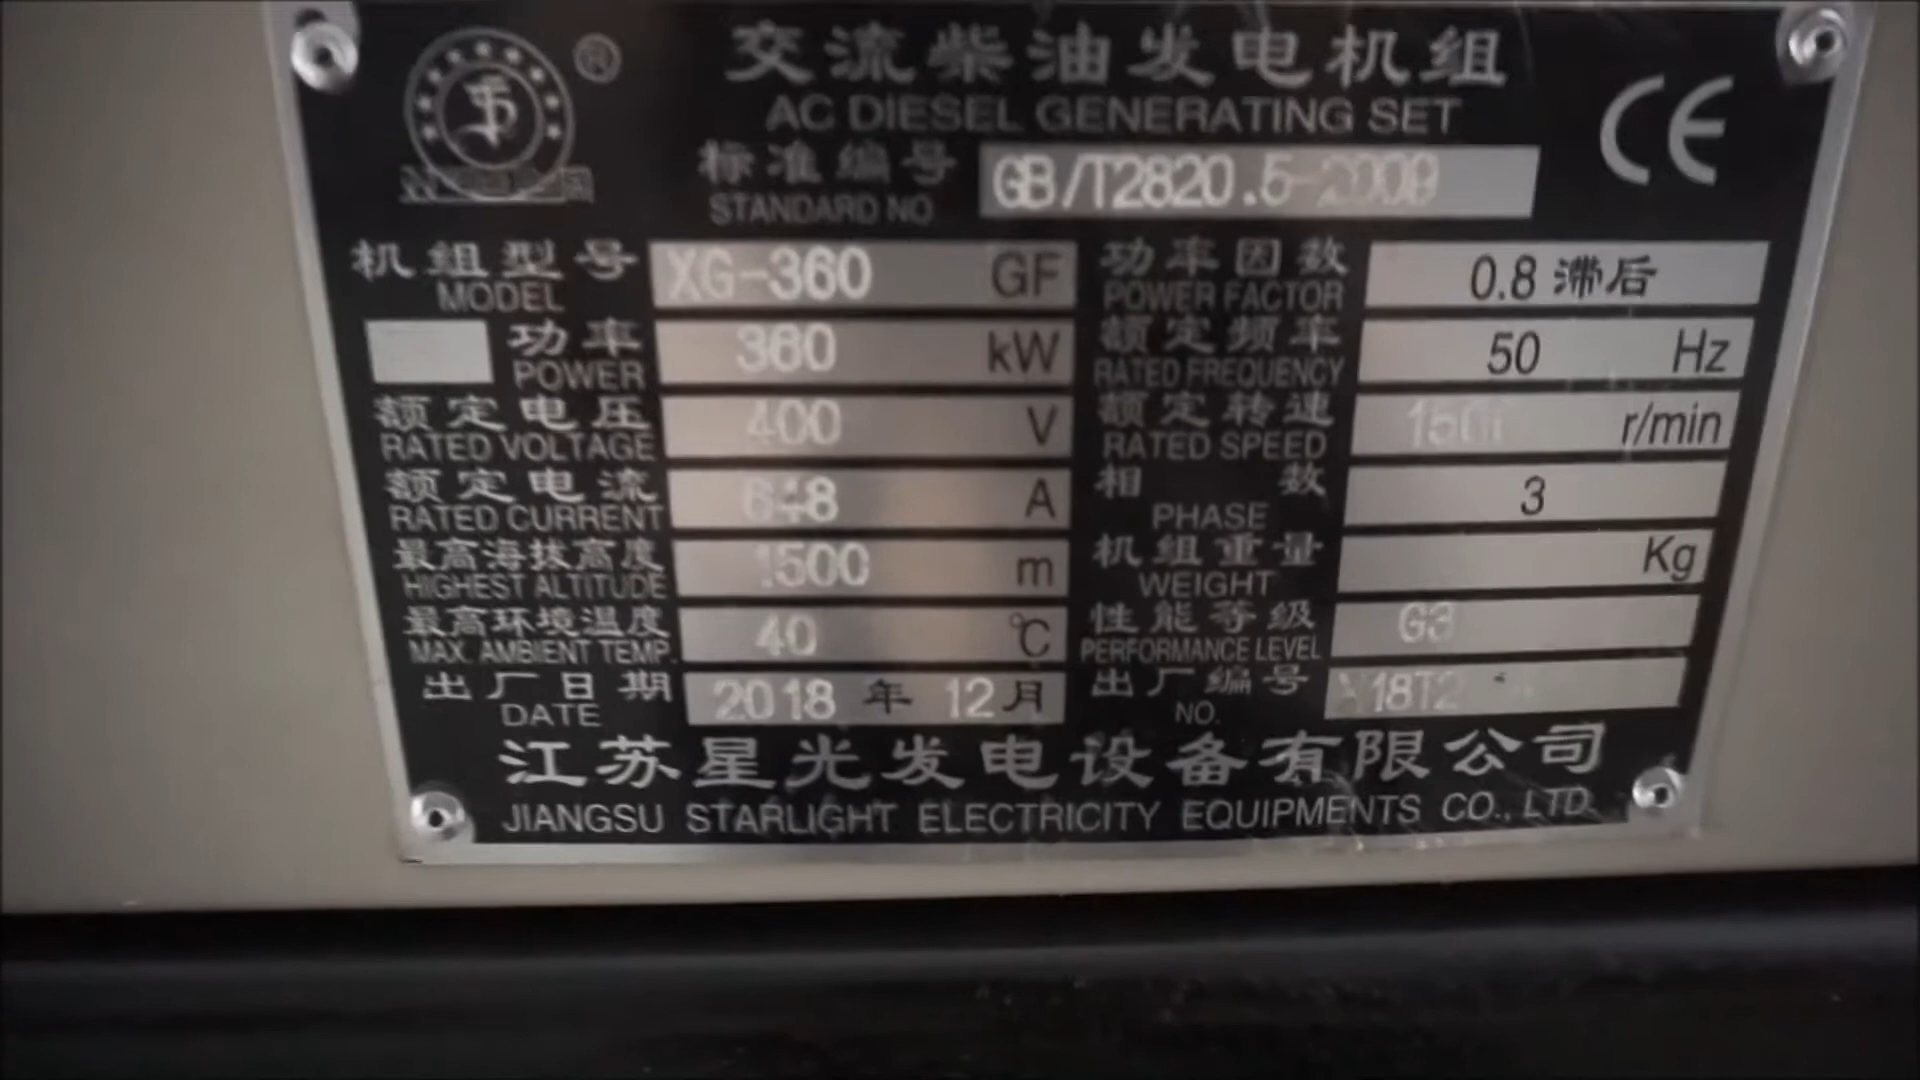 ®
交流柴油发电机组
AC DIESEL GENERATING SET
CE
标准编号 GB/T2820.5-2009
STANDARD NO
机组型号 XG-360 GF 功率因数 0.8 滞后
MODEL POWER FACTOR
功率 360 kW 额定频率 50 Hz
POWER RATED FREQUENCY
额定电压 400 V 额定转速 1500 r/min
RATED VOLTAGE RATED SPEED
额定电流 648 A 相数 3
RATED CURRENT PHASE
最高海拔高度 1500 m 机组重量 Kg
HIGHEST ALTITUDE WEIGHT
最高环境温度 40 ℃ 性能等级 G3
MAX. AMBIENT TEMP. PERFORMANCE LEVEL
出厂日期 2018 年 12 月 出厂编号
DATE NO.
江苏星光发电设备有限公司
JIANGSU STARLIGHT ELECTRICITY EQUIPMENTS CO., LTD.